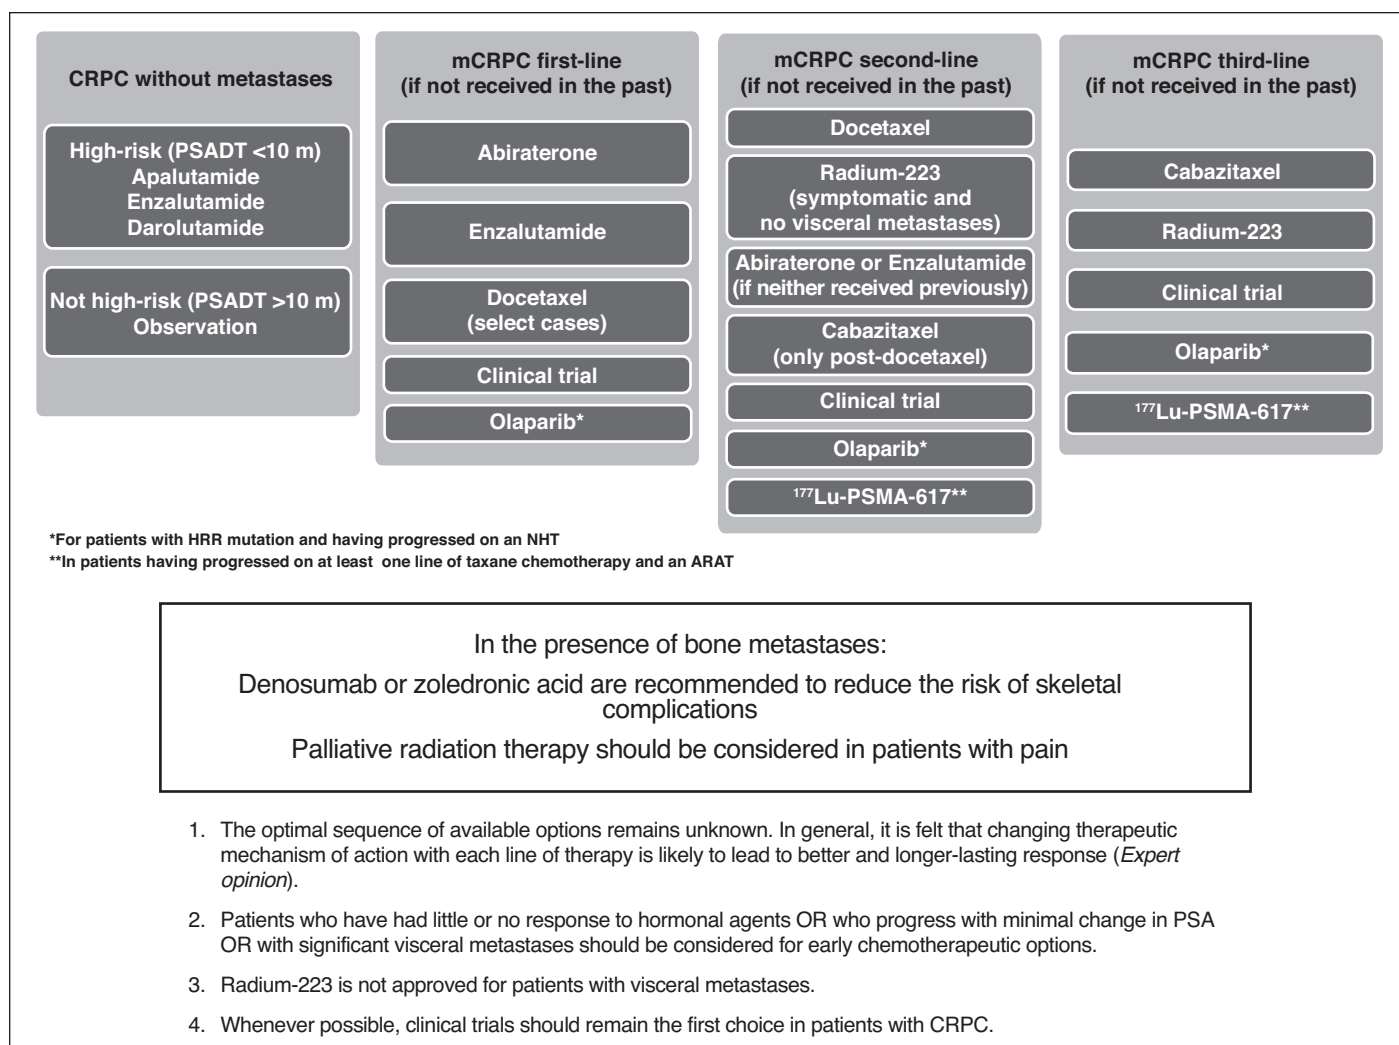 CRPC without metastases
High-risk (PSADT <10 m)
Apalutamide
Enzalutamide
Darolutamide
Not high-risk (PSADT >10 m)
Observation
mCRPC first-line
(if not received in the past)
Abiraterone
Enzalutamide
Docetaxel
(select cases)
Clinical trial
Olaparib*
mCRPC second-line
(if not received in the past)
Docetaxel
Radium-223
(symptomatic and
no visceral metastases)
Abiraterone or Enzalutamide
(if neither received previously)
Cabazitaxel
(only post-docetaxel)
Clinical trial
Olaparib*
¹⁷⁷Lu-PSMA-617**
mCRPC third-line
(if not received in the past)
Cabazitaxel
Radium-223
Clinical trial
Olaparib*
¹⁷⁷Lu-PSMA-617**
*For patients with HRR mutation and having progressed on an NHT
**In patients having progressed on at least one line of taxane chemotherapy and an ARAT
In the presence of bone metastases:
Denosumab or zoledronic acid are recommended to reduce the risk of skeletal
complications
Palliative radiation therapy should be considered in patients with pain
1. The optimal sequence of available options remains unknown. In general, it is felt that changing therapeutic
mechanism of action with each line of therapy is likely to lead to better and longer-lasting response (Expert
opinion).
2. Patients who have had little or no response to hormonal agents OR who progress with minimal change in PSA
OR with significant visceral metastases should be considered for early chemotherapeutic options.
3. Radium-223 is not approved for patients with visceral metastases.
4. Whenever possible, clinical trials should remain the first choice in patients with CRPC.